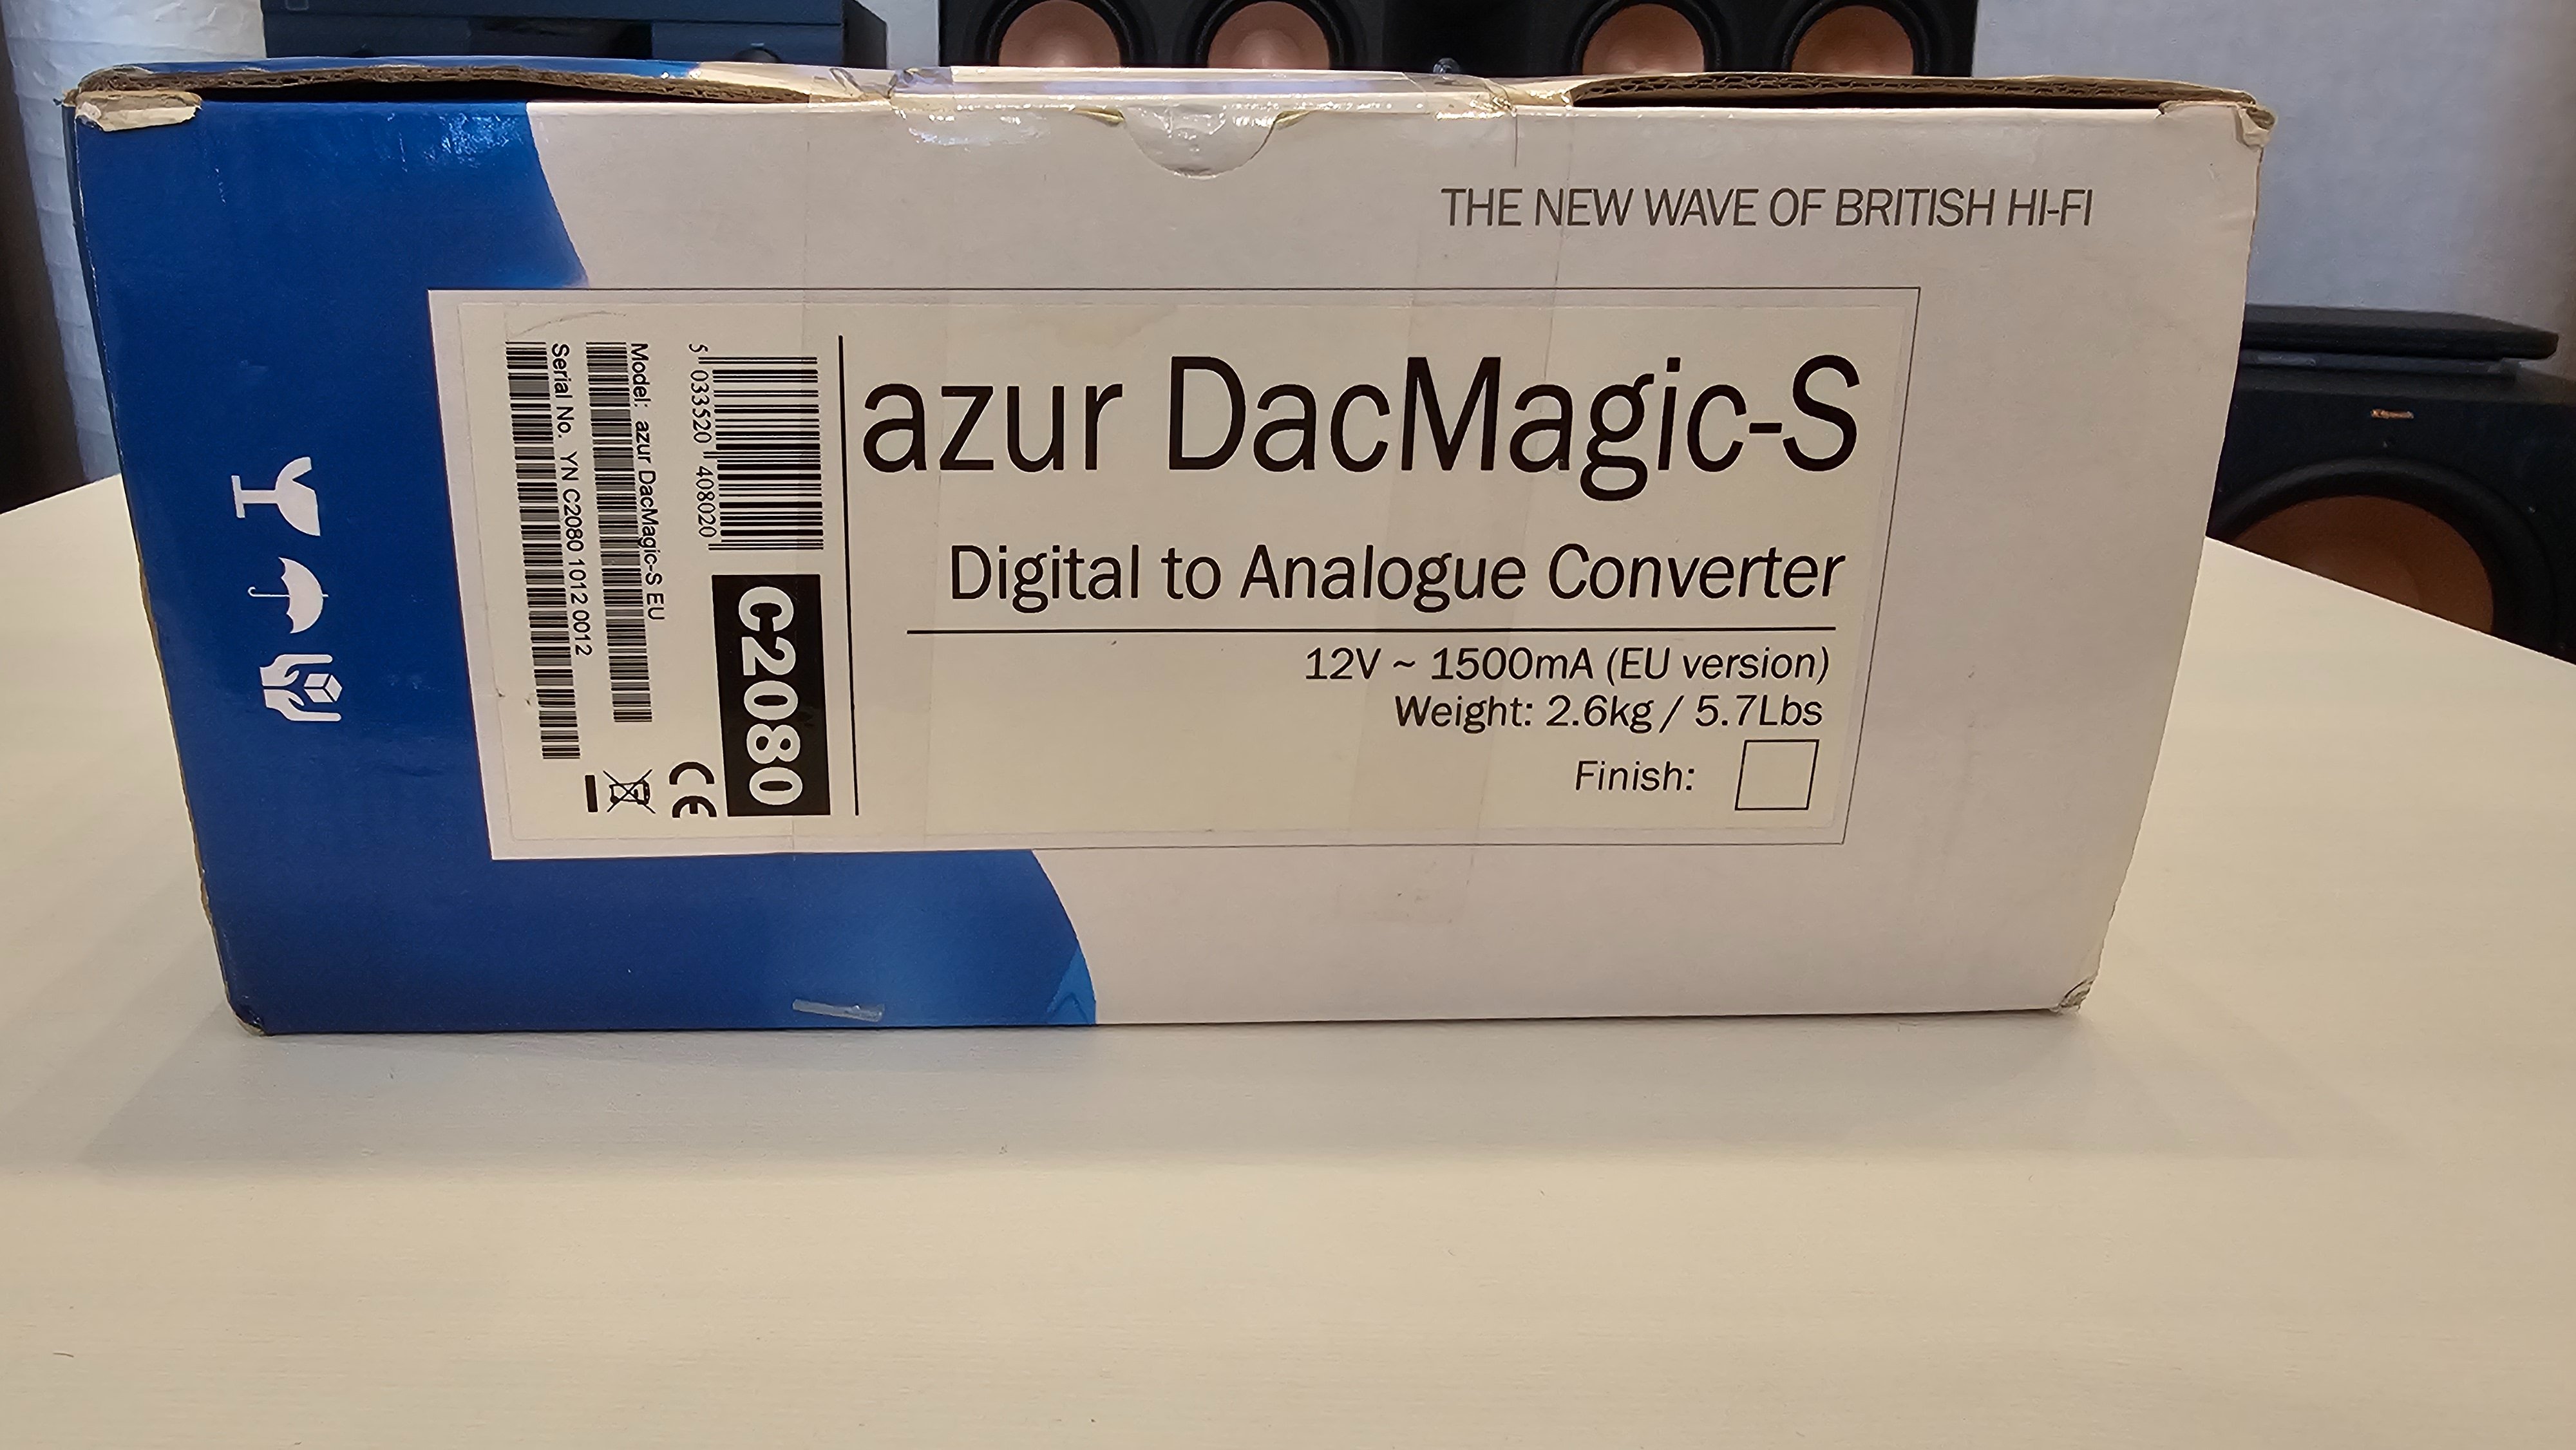 THE NEW WAVE OF BRITISH HI-FI
azur DacMagic-S
Digital to Analogue Converter
12V ~ 1500mA (EU version)
Weight: 2.6kg / 5.7Lbs
Finish:
C2080
5 033520 408020
Model: azur DacMagic-S EU
Serial No. YN C2080 1012 0012
CE
Klipsch